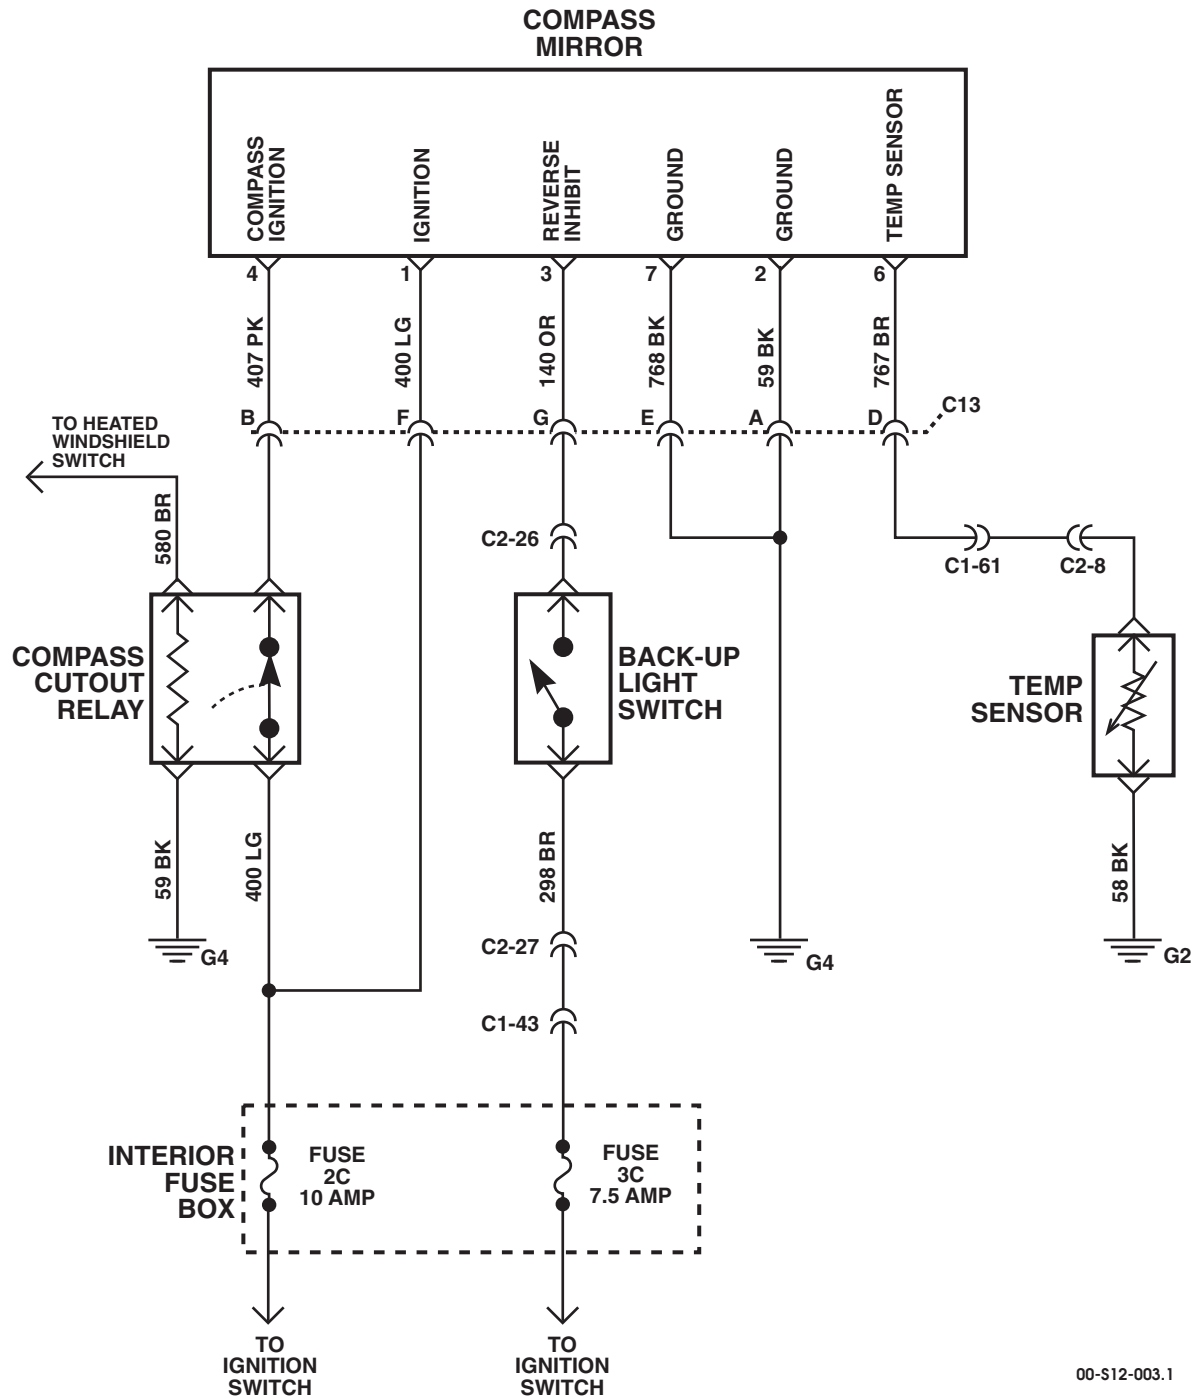 COMPASS
MIRROR
COMPASS
IGNITION
IGNITION
REVERSE
INHIBIT
GROUND
GROUND
TEMP SENSOR
4
1
3
7
2
6
407 PK
400 LG
140 OR
768 BK
59 BK
767 BR
B
F
G
E
A
D
C13
TO HEATED
WINDSHIELD
SWITCH
580 BR
C2-26
C1-61
C2-8
COMPASS
CUTOUT
RELAY
BACK-UP
LIGHT
SWITCH
TEMP
SENSOR
59 BK
400 LG
298 BR
58 BK
G4
C2-27
G4
G2
C1-43
INTERIOR
FUSE
BOX
FUSE
2C
10 AMP
FUSE
3C
7.5 AMP
TO
IGNITION
SWITCH
TO
IGNITION
SWITCH
00-S12-003.1